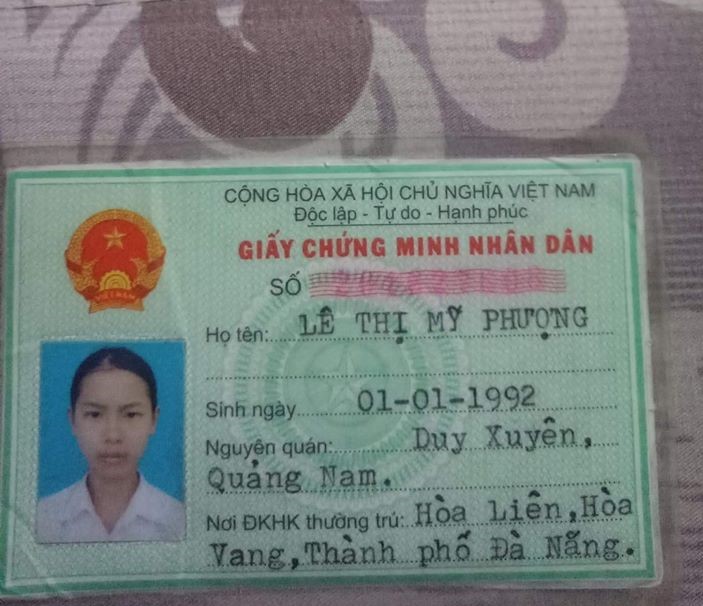 CỘNG HÒA XÃ HỘI CHỦ NGHĨA VIỆT NAM
Độc lập - Tự do - Hạnh phúc
GIẤY CHỨNG MINH NHÂN DÂN
SỐ
Họ tên: LÊ THỊ MỸ PHƯỢNG
Sinh ngày 01-01-1992
Nguyên quán: Duy Xuyên,
Quảng Nam.
Nơi ĐKHK thường trú: Hòa Liên,Hòa
Vang,Thành phố Đà Nẵng.
VIỆT NAM